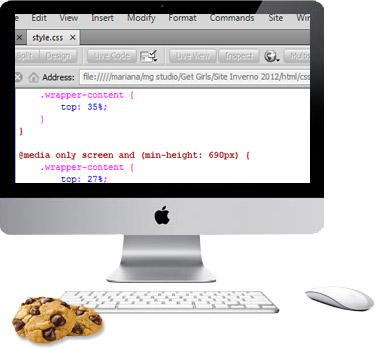 View Insert Modify Format Commands Site Win
style.css
Split Design Live Code Live View Inspect Multis
Address: file://///mariana/mg studio/Get Girls/Site Inverno 2012/html/css
.wrapper-content {
top: 35%;
}
}
@media only screen and (min-height: 690px) {
.wrapper-content {
top: 27%;